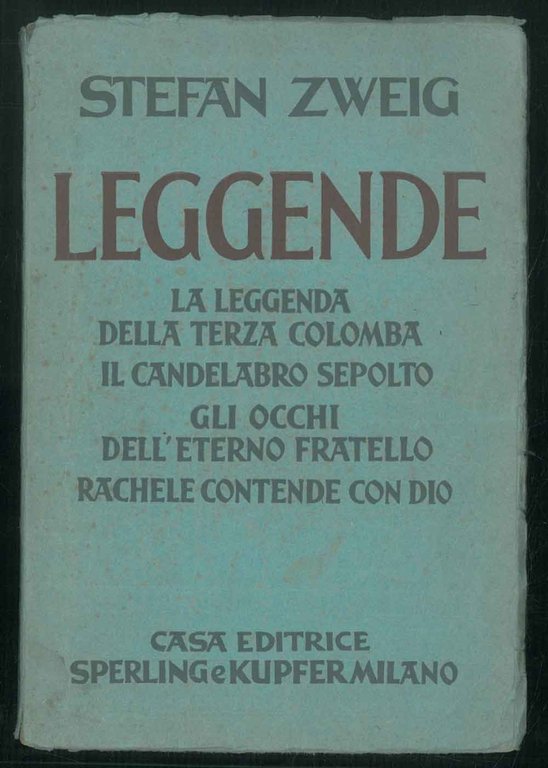 STEFAN ZWEIG
LEGGENDE
LA LEGGENDA
DELLA TERZA COLOMBA
IL CANDELABRO SEPOLTO
GLI OCCHI
DELL'ETERNO FRATELLO
RACHELE CONTENDE CON DIO
CASA EDITRICE
SPERLING e KUPFER MILANO